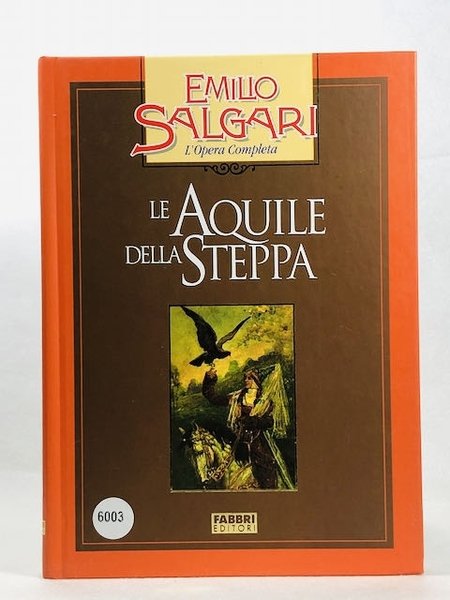 EMILIO
SALGARI
L'Opera Completa
LE AQUILE
DELLA STEPPA
6003
FABBRI
EDITORI